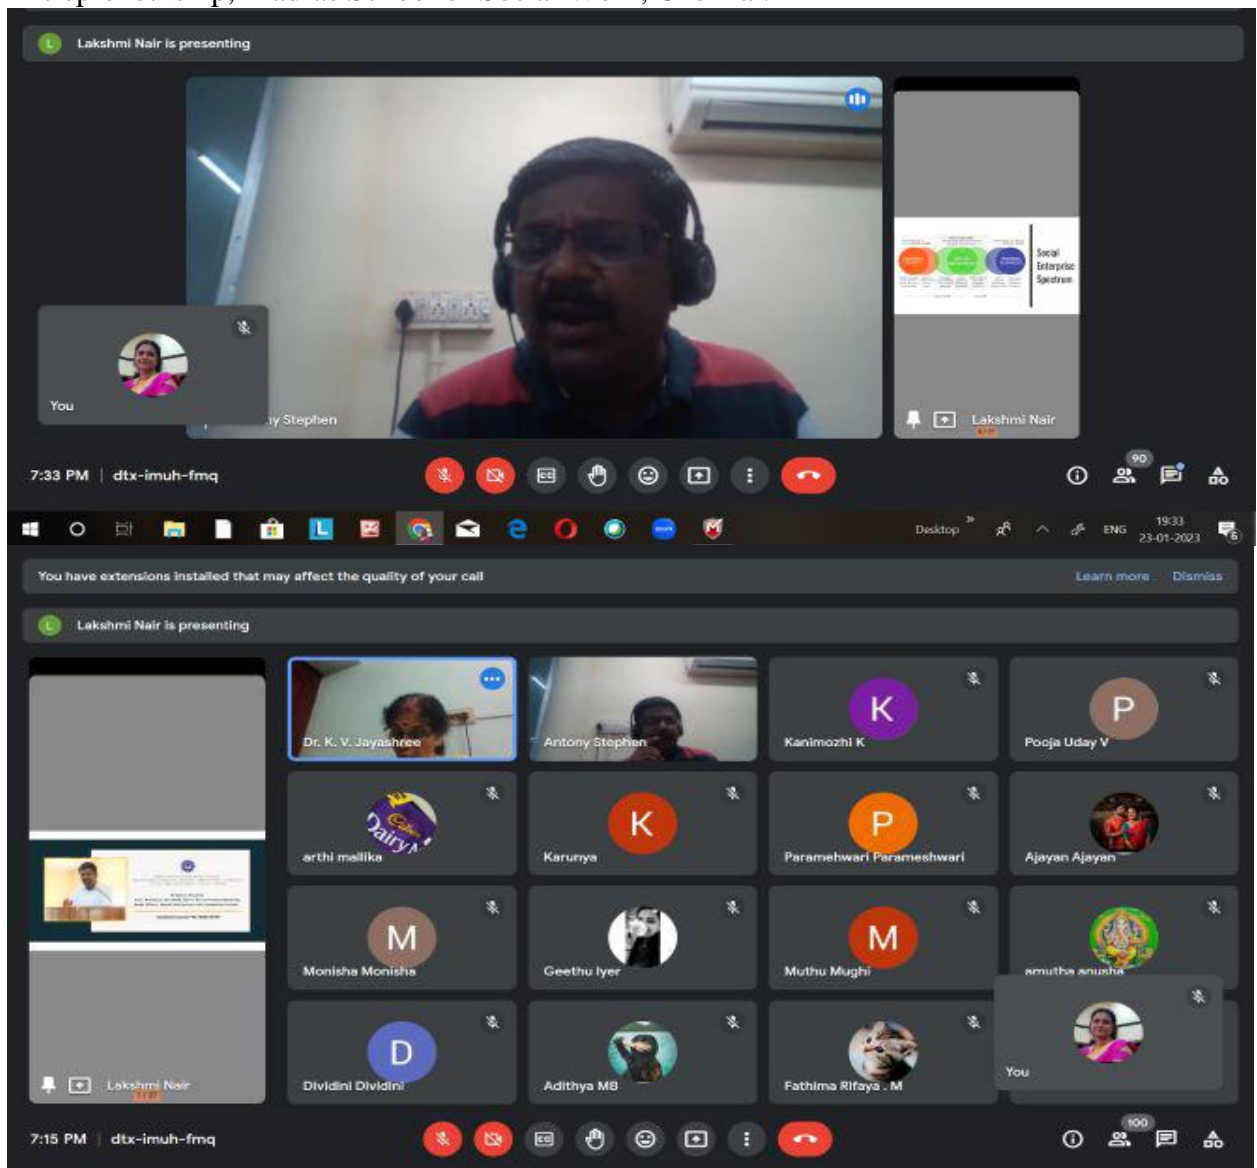 Lakshmi Nair is presenting
Social
Enterprise
Spectrum
You
Stephen
Lakshmi Nair
7:33 PM | dtx-imuh-fmq
90
Desktop
ENG
19:33
23-01-2023
You have extensions installed that may affect the quality of your call
Learn more Dismiss
Lakshmi Nair is presenting
Dr. K. V. Jayashree
Antony Stephen
K
Kanimozhi K
P
Pooja Uday V
arthi mallika
K
Karunya
P
Paramehwari Parameshwari
Ajayan Ajayan
M
Monisha Monisha
Geethu Iyer
M
Muthu Mughi
amutha anusha
D
Dividini Dividini
Adithya MB
Fathima Rifaya . M
You
Lakshmi Nair
7:15 PM | dtx-imuh-fmq
100